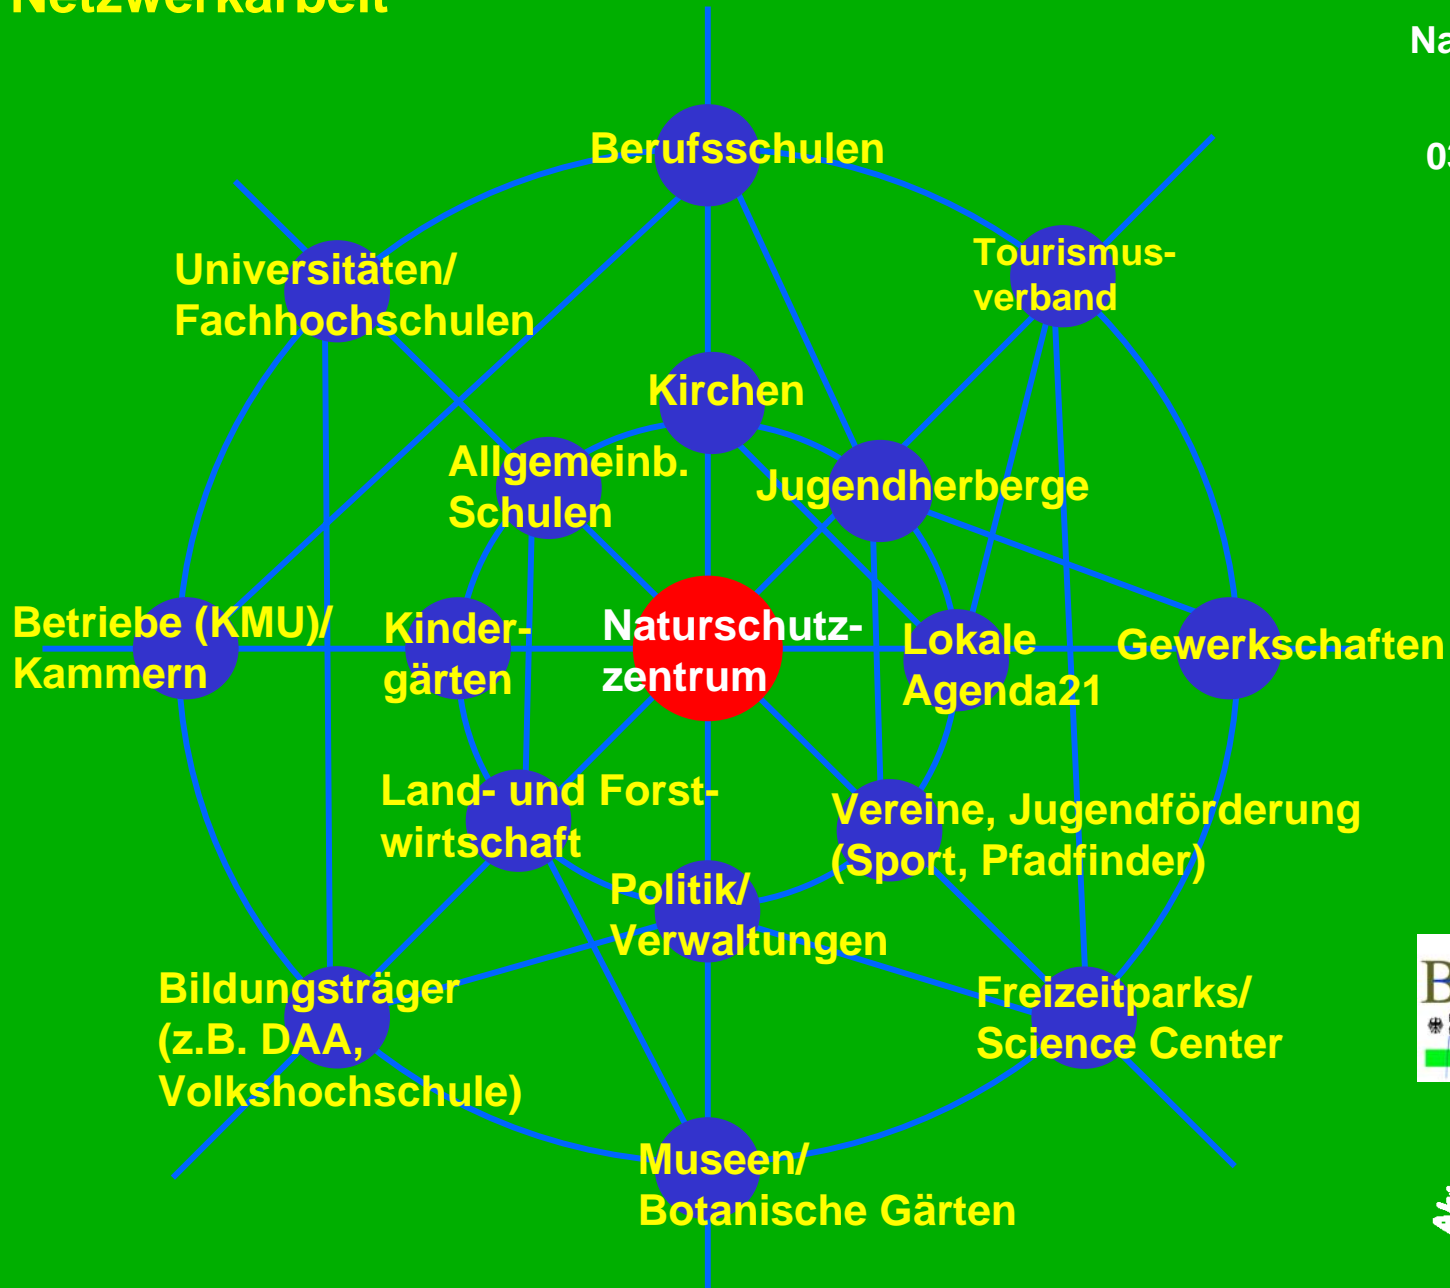 Netzwerkarbeit
Berufsschulen
Universitäten/
Fachhochschulen
Tourismus-
verband
Kirchen
Allgemeinb.
Schulen
Jugendherberge
Betriebe (KMU)/
Kammern
Kinder-
gärten
Naturschutz-
zentrum
Lokale
Agenda21
Gewerkschaften
Land- und Forst-
wirtschaft
Vereine, Jugendförderung
(Sport, Pfadfinder)
Politik/
Verwaltungen
Bildungsträger
(z.B. DAA,
Volkshochschule)
Freizeitparks/
Science Center
Museen/
Botanische Gärten